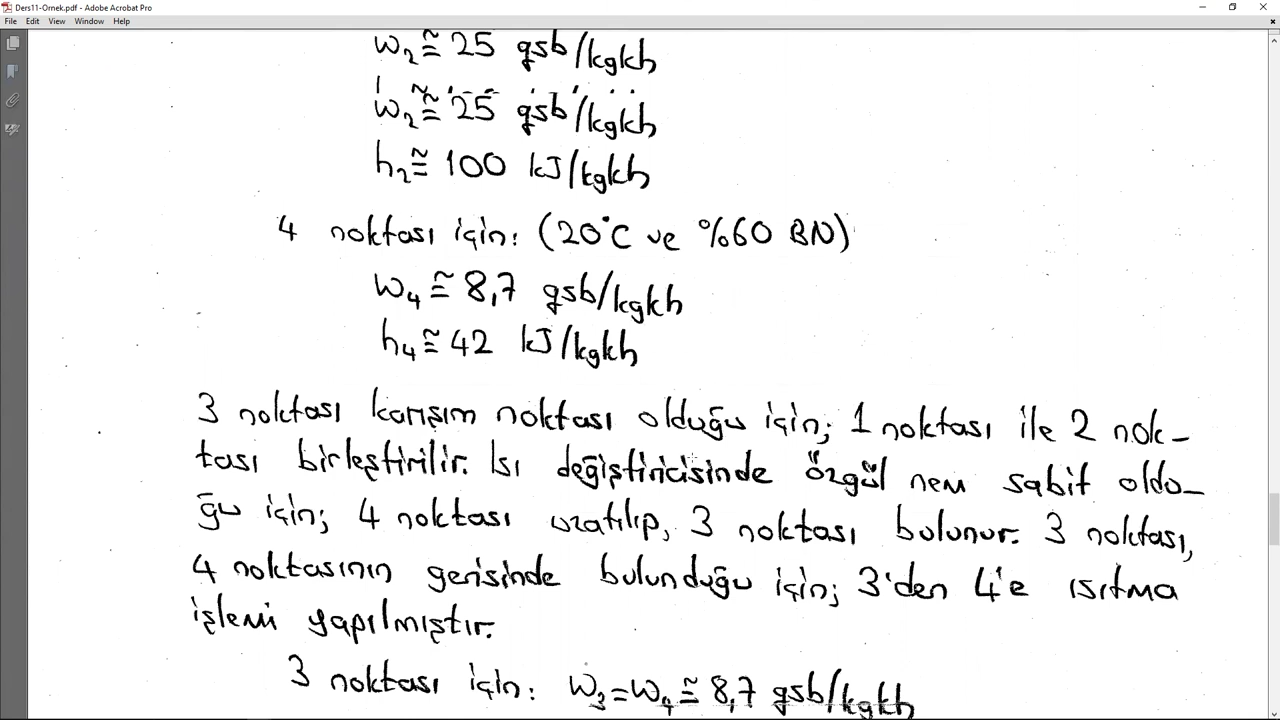 Ders11-Ornek.pdf - Adobe Acrobat Pro
File Edit View Window Help
w₂ ≅ 25 gsb/kgkh
w₂ ≅ 25 gsb/kgkh
h₂ ≅ 100 kJ/kgkh
4 noktası için: (20°C ve %60 BN)
w₄ ≅ 8,7 gsb/kgkh
h₄ ≅ 42 kJ/kgkh
3 noktası karışım noktası olduğu için; 1 noktası ile 2 nok-
tası birleştirilir. Isı değiştiricisinde özgül nem sabit oldu-
ğu için; 4 noktası uzatılıp, 3 noktası bulunur. 3 noktası,
4 noktasının gerisinde bulunduğu için; 3'den 4'e ısıtma
işlemi yapılmıştır.
3 noktası için: w₃=w₄ ≅ 8,7 gsb/kgkh